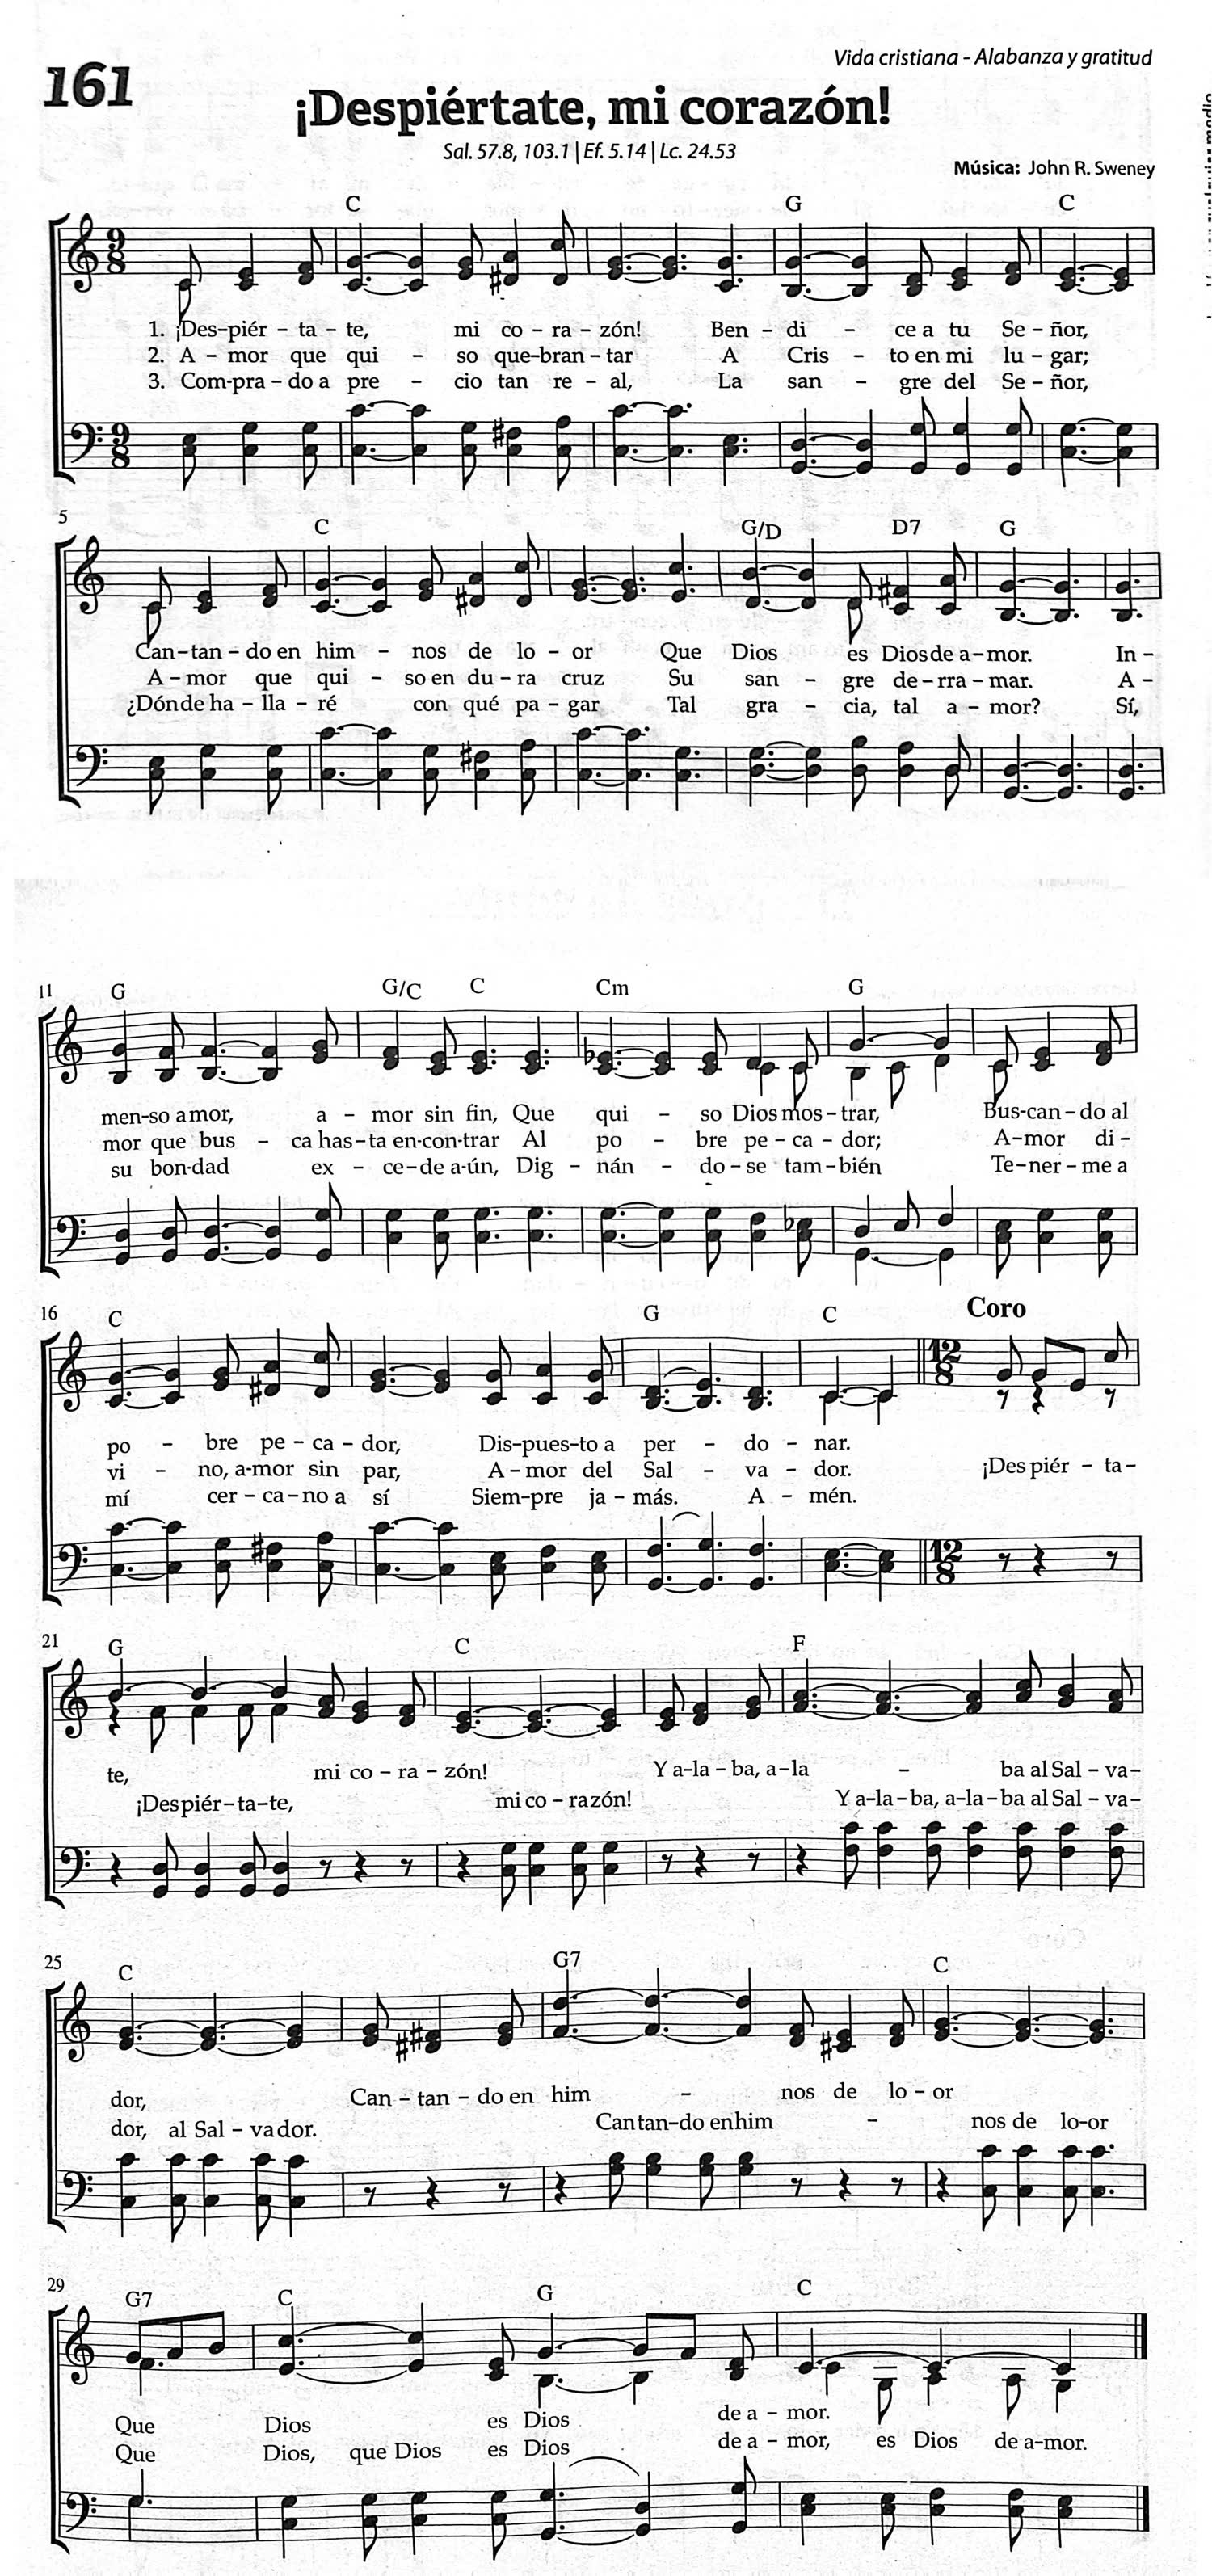 Vida cristiana - Alabanza y gratitud
161
¡Despiértate, mi corazón!
Sal. 57.8, 103.1 | Ef. 5.14 | Lc. 24.53
Música: John R. Sweney
C G C
9 8
1. ¡Des-piér - ta - te, mi co - ra - zón! Ben - di - ce a tu Se - ñor,
2. A - mor que qui - so que-bran - tar A Cris - to en mi lu - gar;
3. Com-pra - do a pre - cio tan re - al, La san - gre del Se - ñor,
9 8
5 C G/D D7 G
Can-tan - do en him - nos de lo - or Que Dios es Dios de a-mor. In-
A - mor que qui - so en du - ra cruz Su san - gre de-rra - mar. A-
¿Dónde ha - lla - ré con qué pa - gar Tal gra - cia, tal a - mor? Sí,
11 G G/C C Cm G
men-so amor, a - mor sin fin, Que qui - so Dios mos-trar, Bus-can-do al
mor que bus - ca has-ta en-con-trar Al po - bre pe - ca - dor; A-mor di-
su bon-dad ex - ce-de a-ún, Dig - nán - do-se tam-bién Te-ner-me a
16 C G C Coro
12 8
po - bre pe - ca - dor, Dis-pues-to a per - do - nar.
vi - no, a-mor sin par, A - mor del Sal - va - dor. ¡Des piér - ta-
mí cer - ca - no a sí Siem-pre ja - más. A - mén.
12 8
21 G C F
te, mi co - ra - zón! Y a-la - ba, a-la - ba al Sal - va-
¡Despiér-ta-te, mi co - razón! Y a-la - ba, a-la - ba al Sal - va-
25 C G7 C
dor, Can - tan - do en him - nos de lo - or
dor, al Sal - vador. Cantan-do en him - nos de lo-or
29 G7 C G C
Que Dios es Dios de a - mor.
Que Dios, que Dios es Dios de a - mor, es Dios de a-mor.